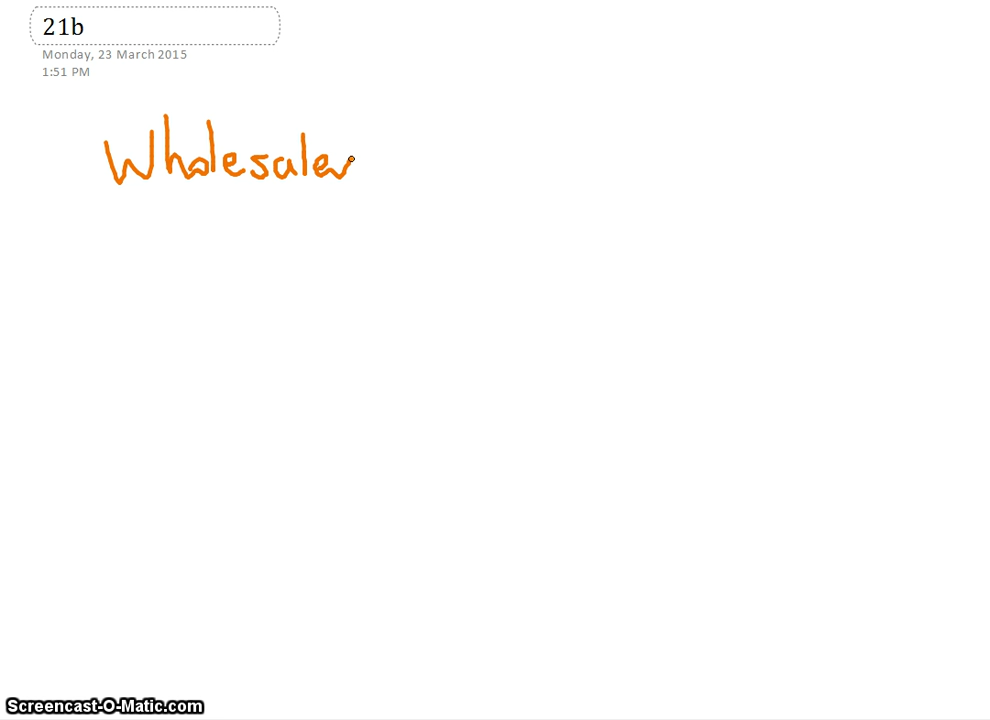 21b
Monday, 23 March 2015
1:51 PM
Wholesaler
Screencast-O-Matic.com